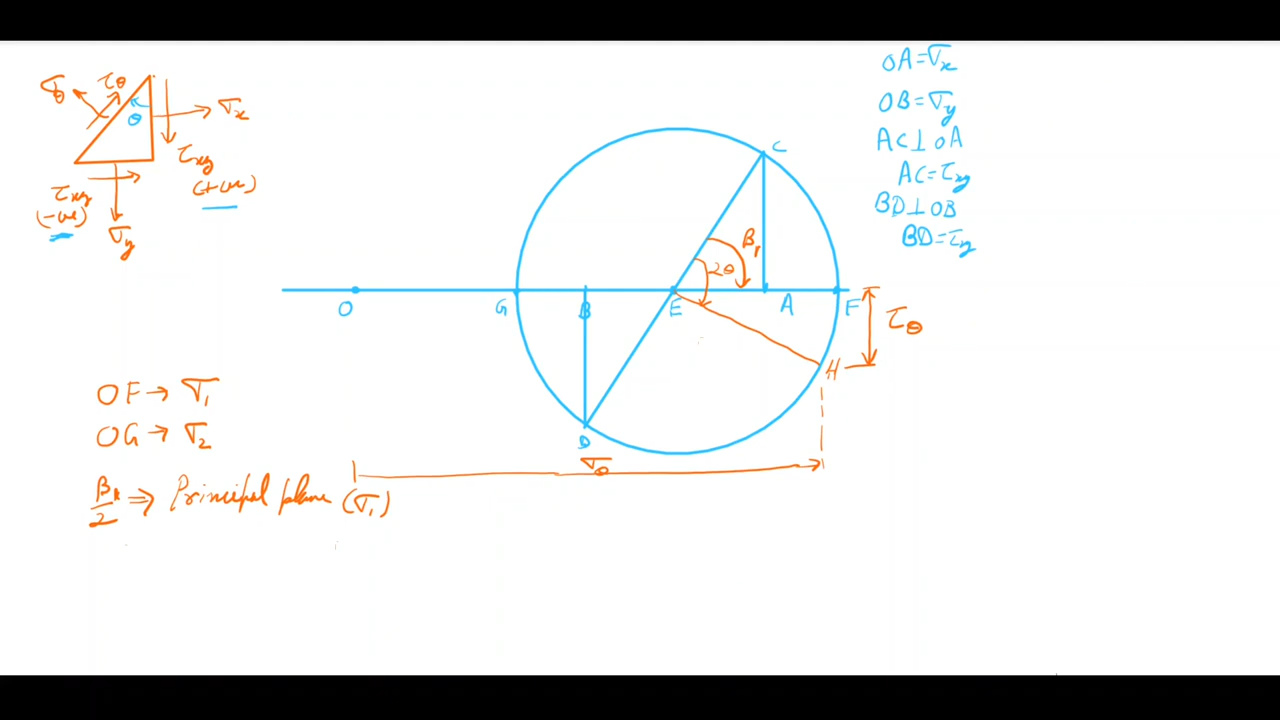 σθ
τθ
θ
σx
τxy
(+ve)
τxy
(-ve)
σy
OA=σx
OB=σy
AC⊥OA
AC=τxy
BD⊥OB
BD=τy
C
β1
2θ
O
G
B
E
A
F
τθ
H
D
σθ
OF→σ1
OG→σ2
β1/2 ⇒ Principal plane (σ1)